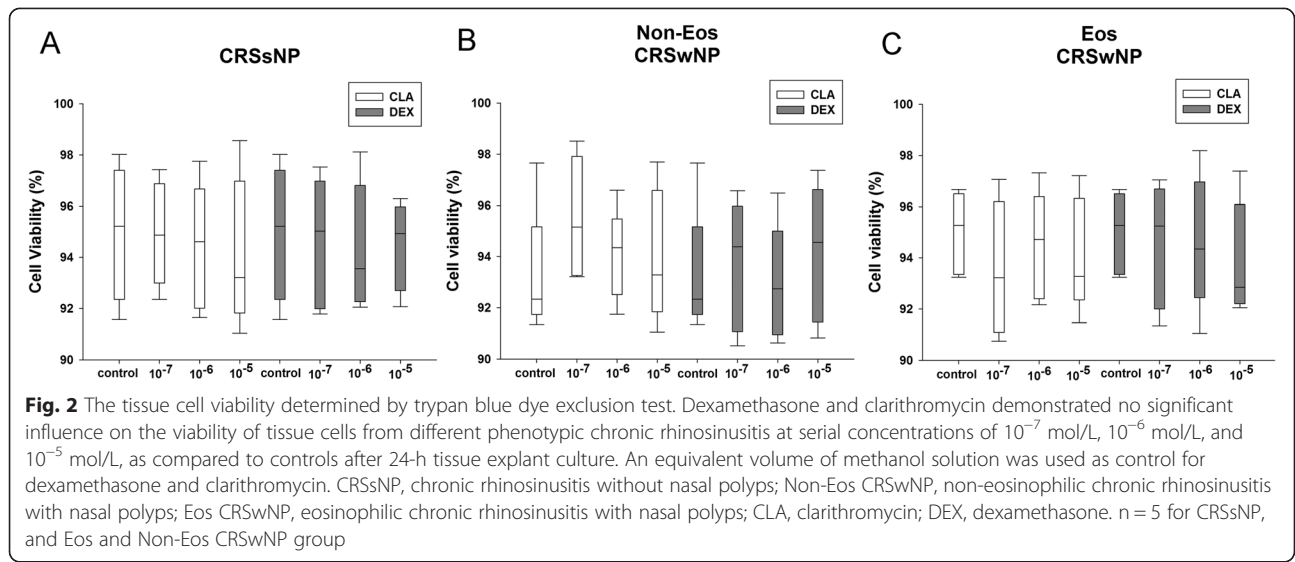 A
CRSsNP
CLA
DEX
Cell Viability (%)
100
98
96
94
92
90
control 10⁻⁷ 10⁻⁶ 10⁻⁵ control 10⁻⁷ 10⁻⁶ 10⁻⁵
B
Non-Eos
CRSwNP
CLA
DEX
Cell viability (%)
100
98
96
94
92
90
control 10⁻⁷ 10⁻⁶ 10⁻⁵ control 10⁻⁷ 10⁻⁶ 10⁻⁵
C
Eos
CRSwNP
CLA
DEX
Cell viability (%)
100
98
96
94
92
90
control 10⁻⁷ 10⁻⁶ 10⁻⁵ control 10⁻⁷ 10⁻⁶ 10⁻⁵
Fig. 2 The tissue cell viability determined by trypan blue dye exclusion test. Dexamethasone and clarithromycin demonstrated no significant
influence on the viability of tissue cells from different phenotypic chronic rhinosinusitis at serial concentrations of 10⁻⁷ mol/L, 10⁻⁶ mol/L, and
10⁻⁵ mol/L, as compared to controls after 24-h tissue explant culture. An equivalent volume of methanol solution was used as control for
dexamethasone and clarithromycin. CRSsNP, chronic rhinosinusitis without nasal polyps; Non-Eos CRSwNP, non-eosinophilic chronic rhinosinusitis
with nasal polyps; Eos CRSwNP, eosinophilic chronic rhinosinusitis with nasal polyps; CLA, clarithromycin; DEX, dexamethasone. n = 5 for CRSsNP,
and Eos and Non-Eos CRSwNP group